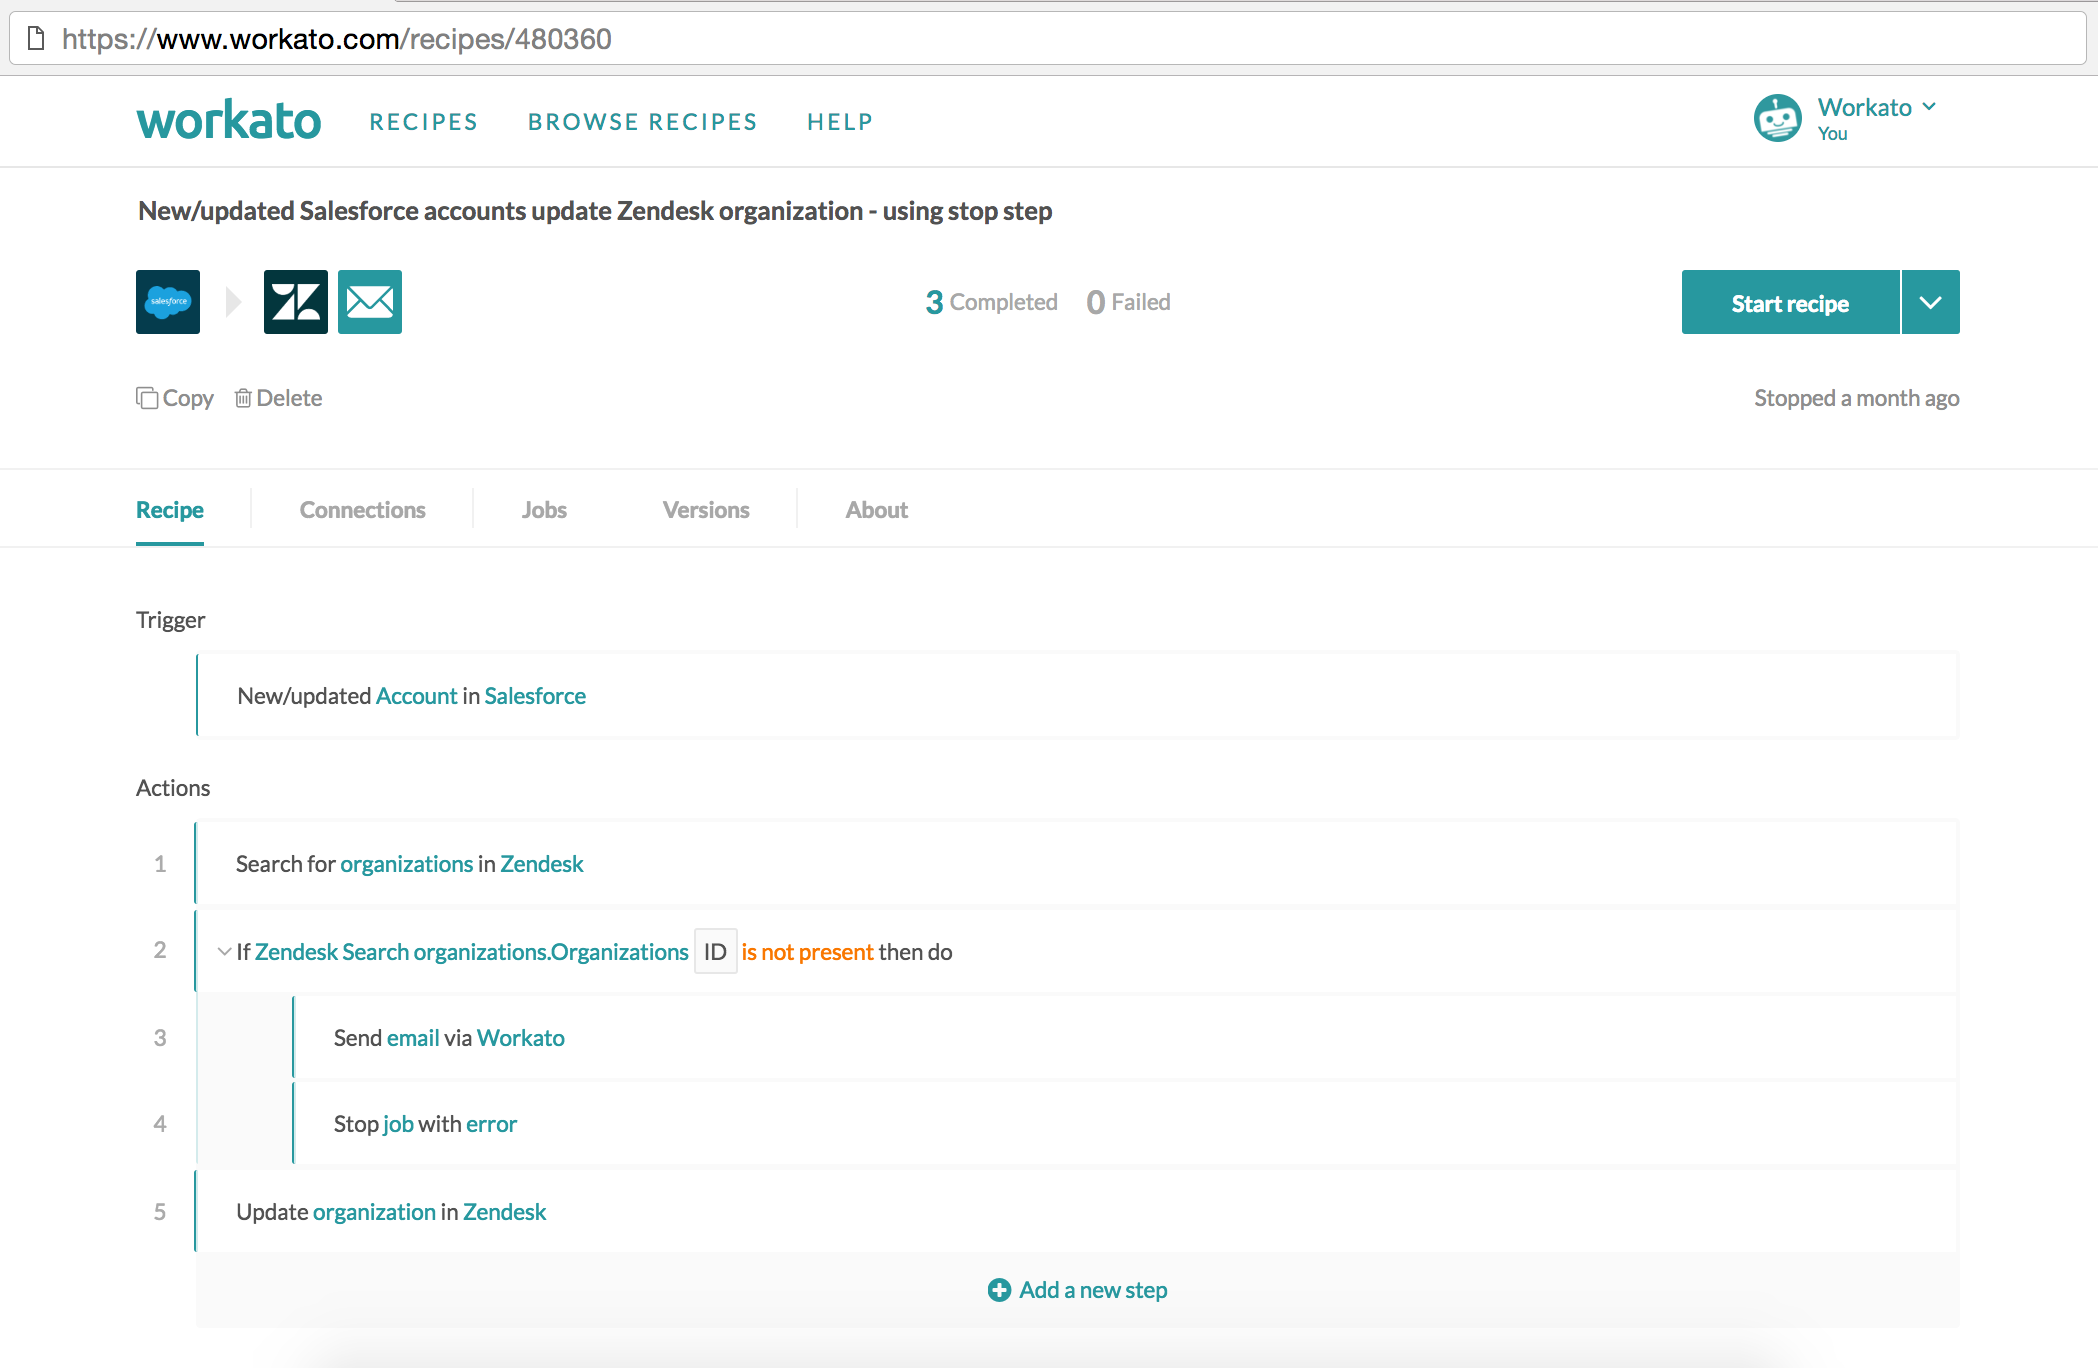 https://www.workato.com/recipes/480360
workato RECIPES BROWSE RECIPES HELP Workato
You
New/updated Salesforce accounts update Zendesk organization - using stop step
salesforce 3 Completed 0 Failed Start recipe
Copy Delete Stopped a month ago
Recipe Connections Jobs Versions About
Trigger
New/updated Account in Salesforce
Actions
1 Search for organizations in Zendesk
2 If Zendesk Search organizations.Organizations ID is not present then do
3 Send email via Workato
4 Stop job with error
5 Update organization in Zendesk
Add a new step